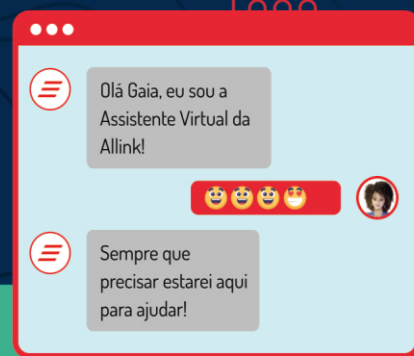 Olá Gaia, eu sou a
Assistente Virtual da
Allink!
Sempre que
precisar estarei aqui
para ajudar!